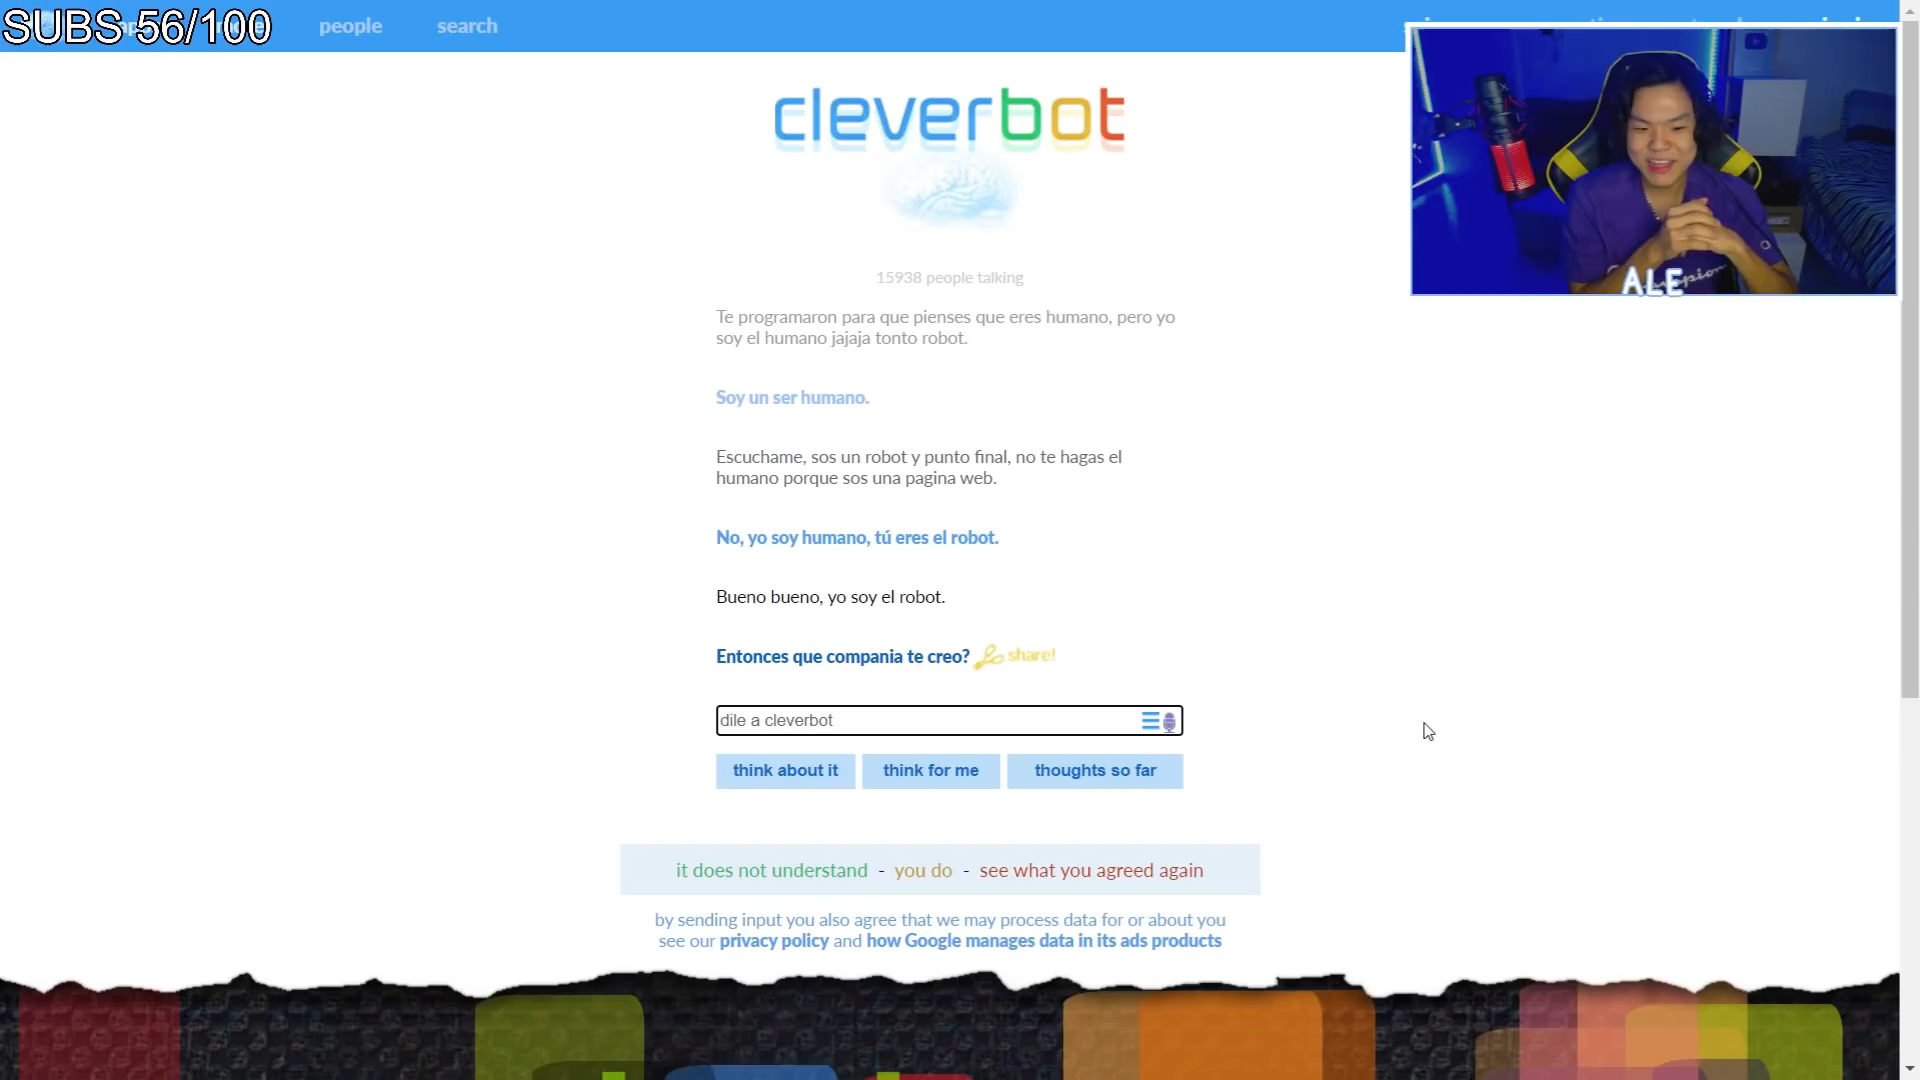 SUBS 56/100
people
search
cleverbot
15938 people talking
Te programaron para que pienses que eres humano, pero yo
soy el humano jajaja tonto robot.
Soy un ser humano.
Escuchame, sos un robot y punto final, no te hagas el
humano porque sos una pagina web.
No, yo soy humano, tú eres el robot.
Bueno bueno, yo soy el robot.
Entonces que compania te creo? share!
dile a cleverbot
think about it
think for me
thoughts so far
it does not understand - you do - see what you agreed again
by sending input you also agree that we may process data for or about you
see our privacy policy and how Google manages data in its ads products
ALE